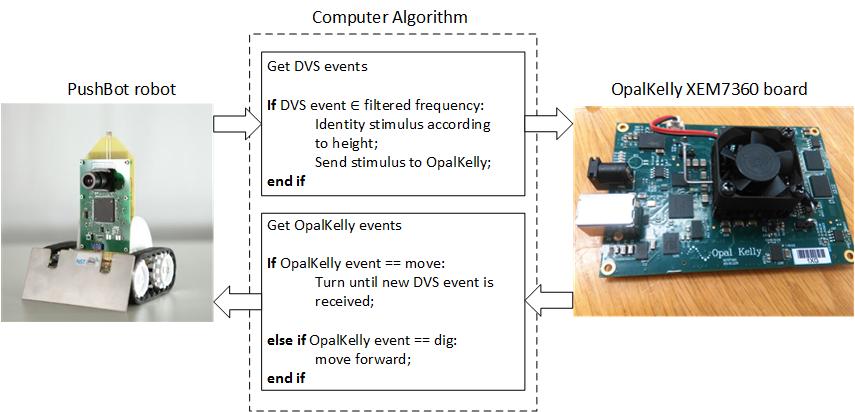 Computer Algorithm
PushBot robot
OpalKelly XEM7360 board
Get DVS events
If DVS event ∈ filtered frequency:
Identity stimulus according
to height;
Send stimulus to OpalKelly;
end if
Get OpalKelly events
If OpalKelly event == move:
Turn until new DVS event is
received;
else if OpalKelly event == dig:
move forward;
end if
NST
Opal Kelly